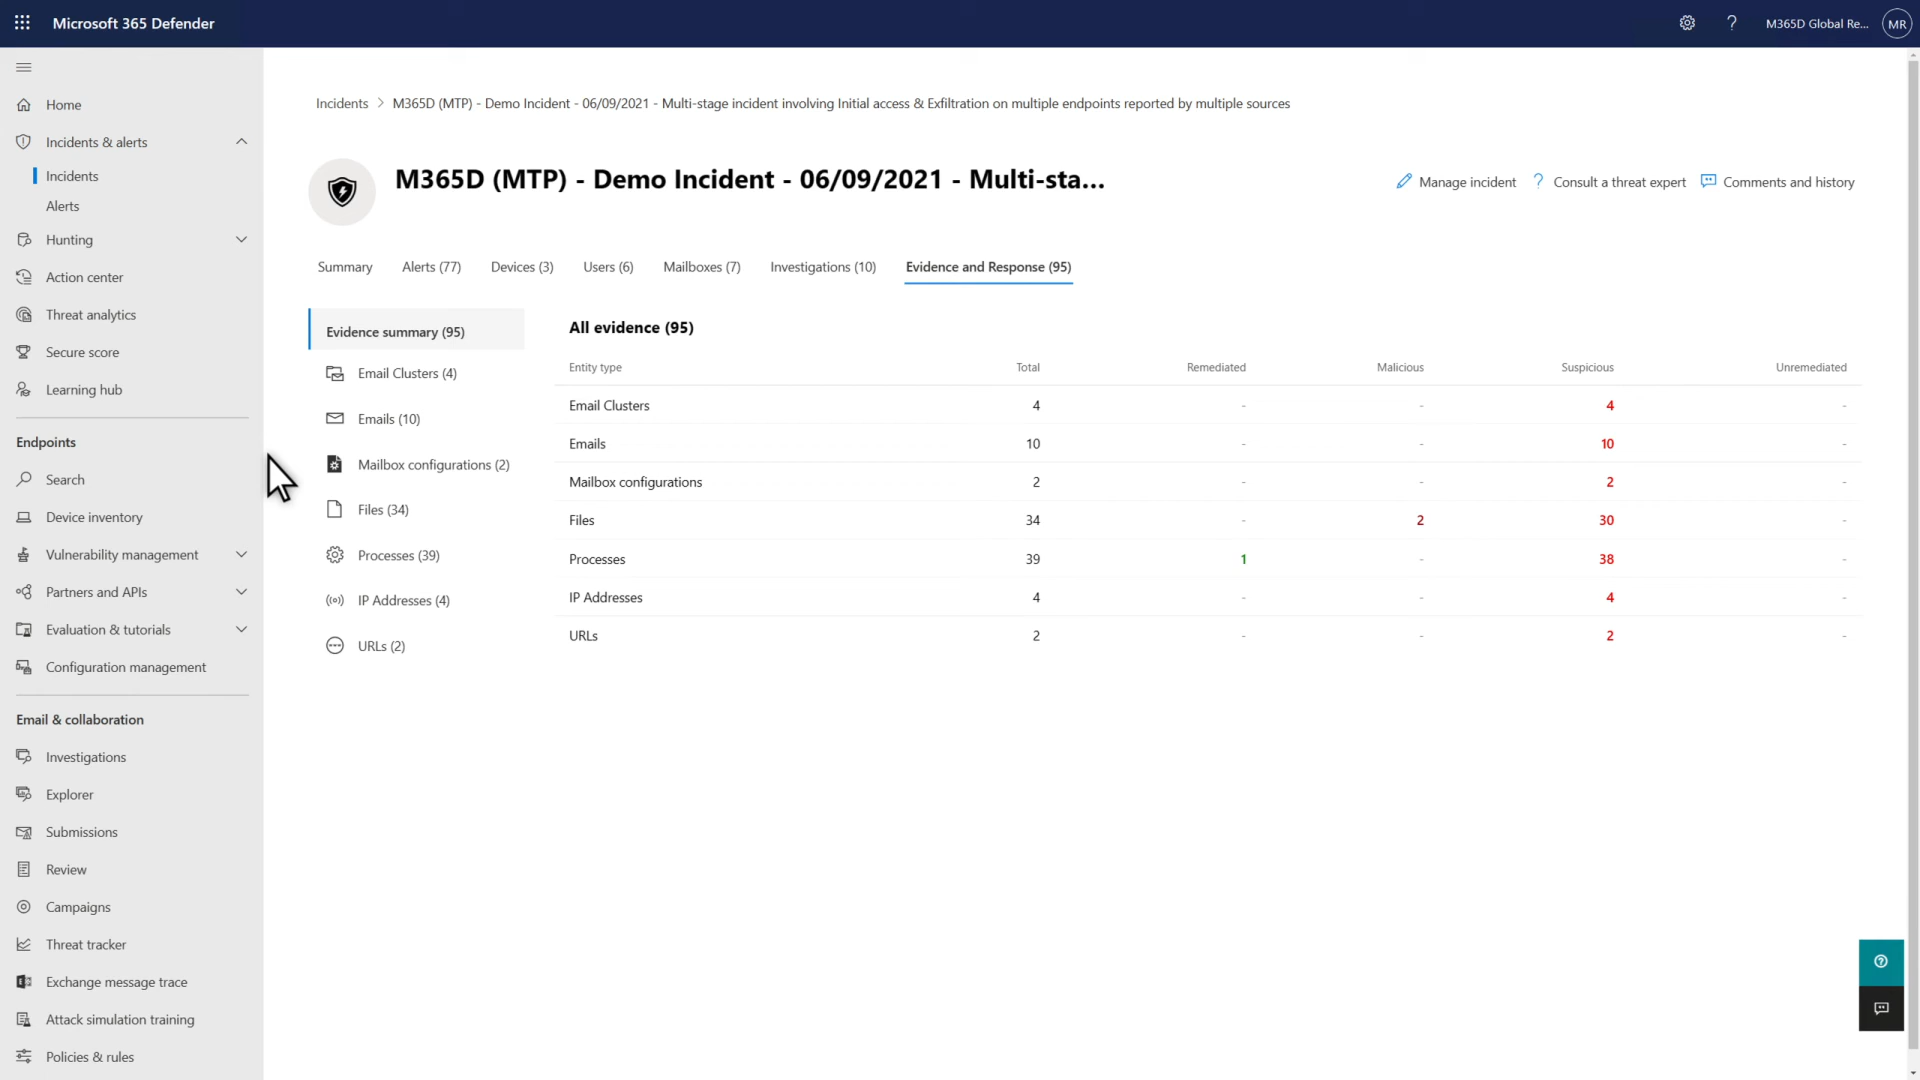 Microsoft 365 Defender
M365D Global Re...
MR
Home
Incidents & alerts
Incidents
Alerts
Hunting
Action center
Threat analytics
Secure score
Learning hub
Endpoints
Search
Device inventory
Vulnerability management
Partners and APIs
Evaluation & tutorials
Configuration management
Email & collaboration
Investigations
Explorer
Submissions
Review
Campaigns
Threat tracker
Exchange message trace
Attack simulation training
Policies & rules
Incidents > M365D (MTP) - Demo Incident - 06/09/2021 - Multi-stage incident involving Initial access & Exfiltration on multiple endpoints reported by multiple sources
M365D (MTP) - Demo Incident - 06/09/2021 - Multi-sta...
Manage incident ? Consult a threat expert Comments and history
Summary Alerts (77) Devices (3) Users (6) Mailboxes (7) Investigations (10) Evidence and Response (95)
Evidence summary (95)
Email Clusters (4)
Emails (10)
Mailbox configurations (2)
Files (34)
Processes (39)
IP Addresses (4)
URLs (2)
All evidence (95)
Entity type Total Remediated Malicious Suspicious Unremediated
Email Clusters 4 - - 4 -
Emails 10 - - 10 -
Mailbox configurations 2 - - 2 -
Files 34 - 2 30 -
Processes 39 1 - 38 -
IP Addresses 4 - - 4 -
URLs 2 - - 2 -